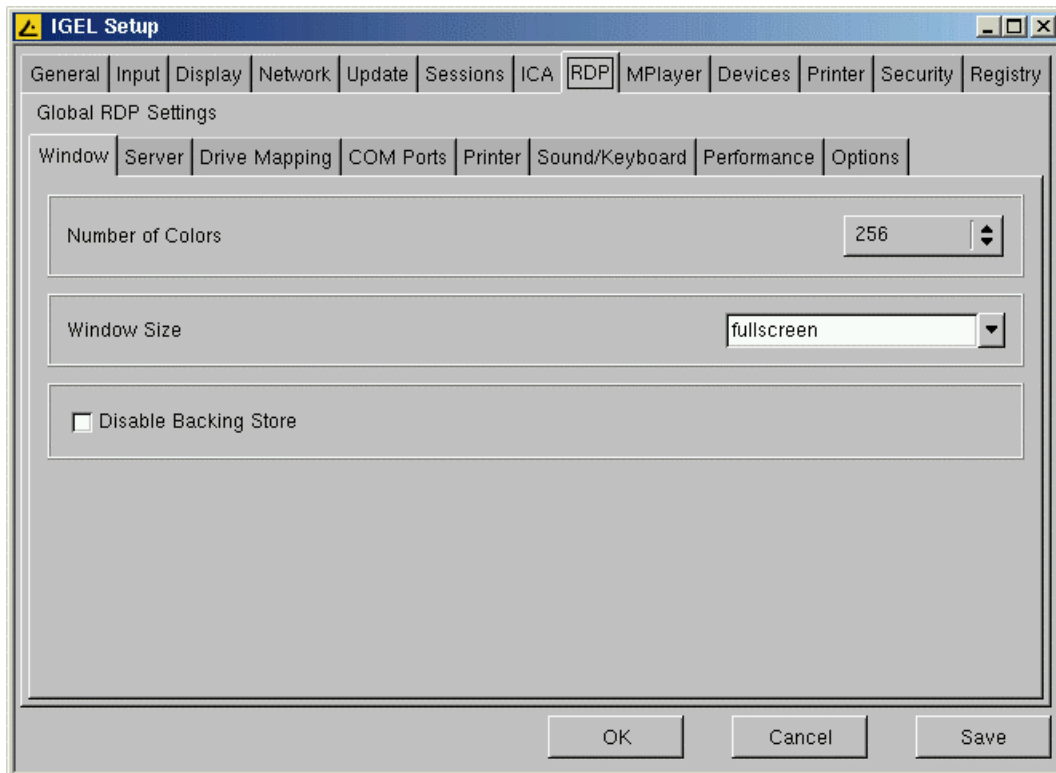 IGEL Setup
General Input Display Network Update Sessions ICA RDP MPlayer Devices Printer Security Registry
Global RDP Settings
Window Server Drive Mapping COM Ports Printer Sound/Keyboard Performance Options
Number of Colors 256
Window Size fullscreen
Disable Backing Store
OK Cancel Save